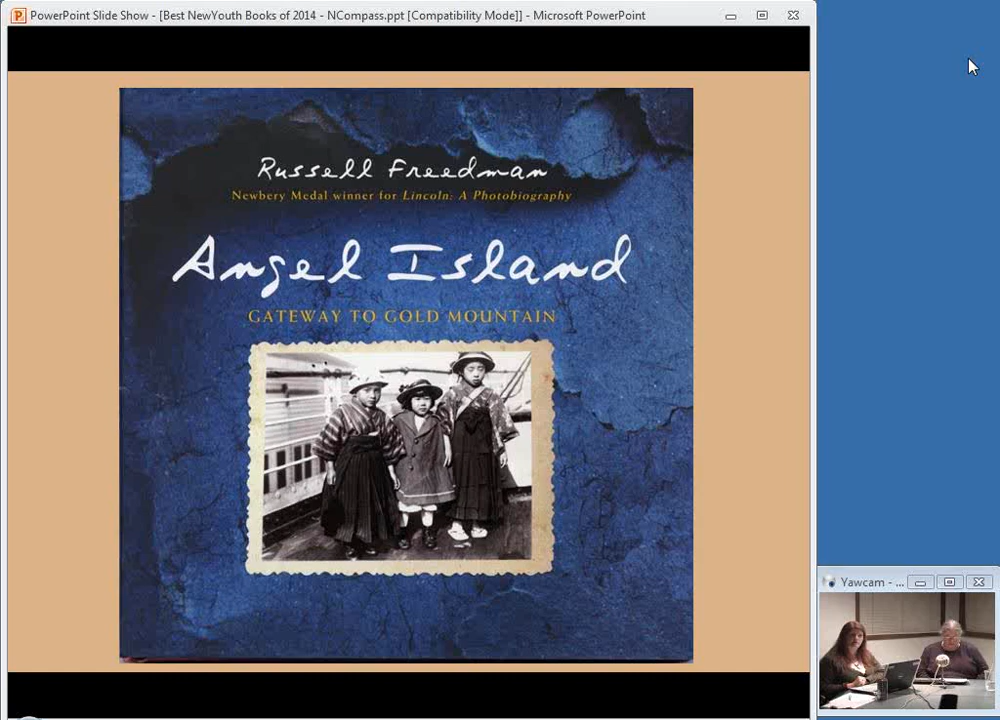 PowerPoint Slide Show - [Best NewYouth Books of 2014 - NCompass.ppt [Compatibility Mode]] - Microsoft PowerPoint
Russell Freedman
Newbery Medal winner for Lincoln: A Photobiography
Angel Island
GATEWAY TO GOLD MOUNTAIN
Yawcam - ...